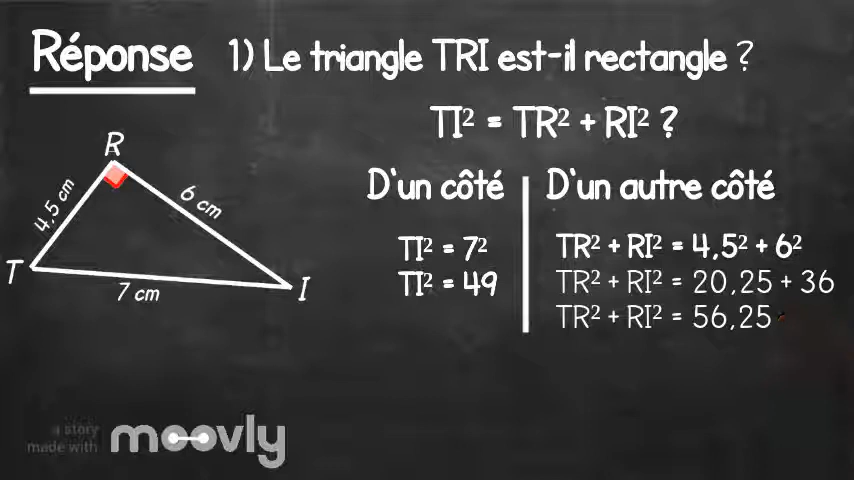 Réponse
1) Le triangle TRI est-il rectangle ?
TI² = TR² + RI² ?
R
4,5 cm
6 cm
T
7 cm
I
D'un côté
TI² = 7²
TI² = 49
D'un autre côté
TR² + RI² = 4,5² + 6²
TR² + RI² = 20,25 + 36
TR² + RI² = 56,25
a story
made with
moovly